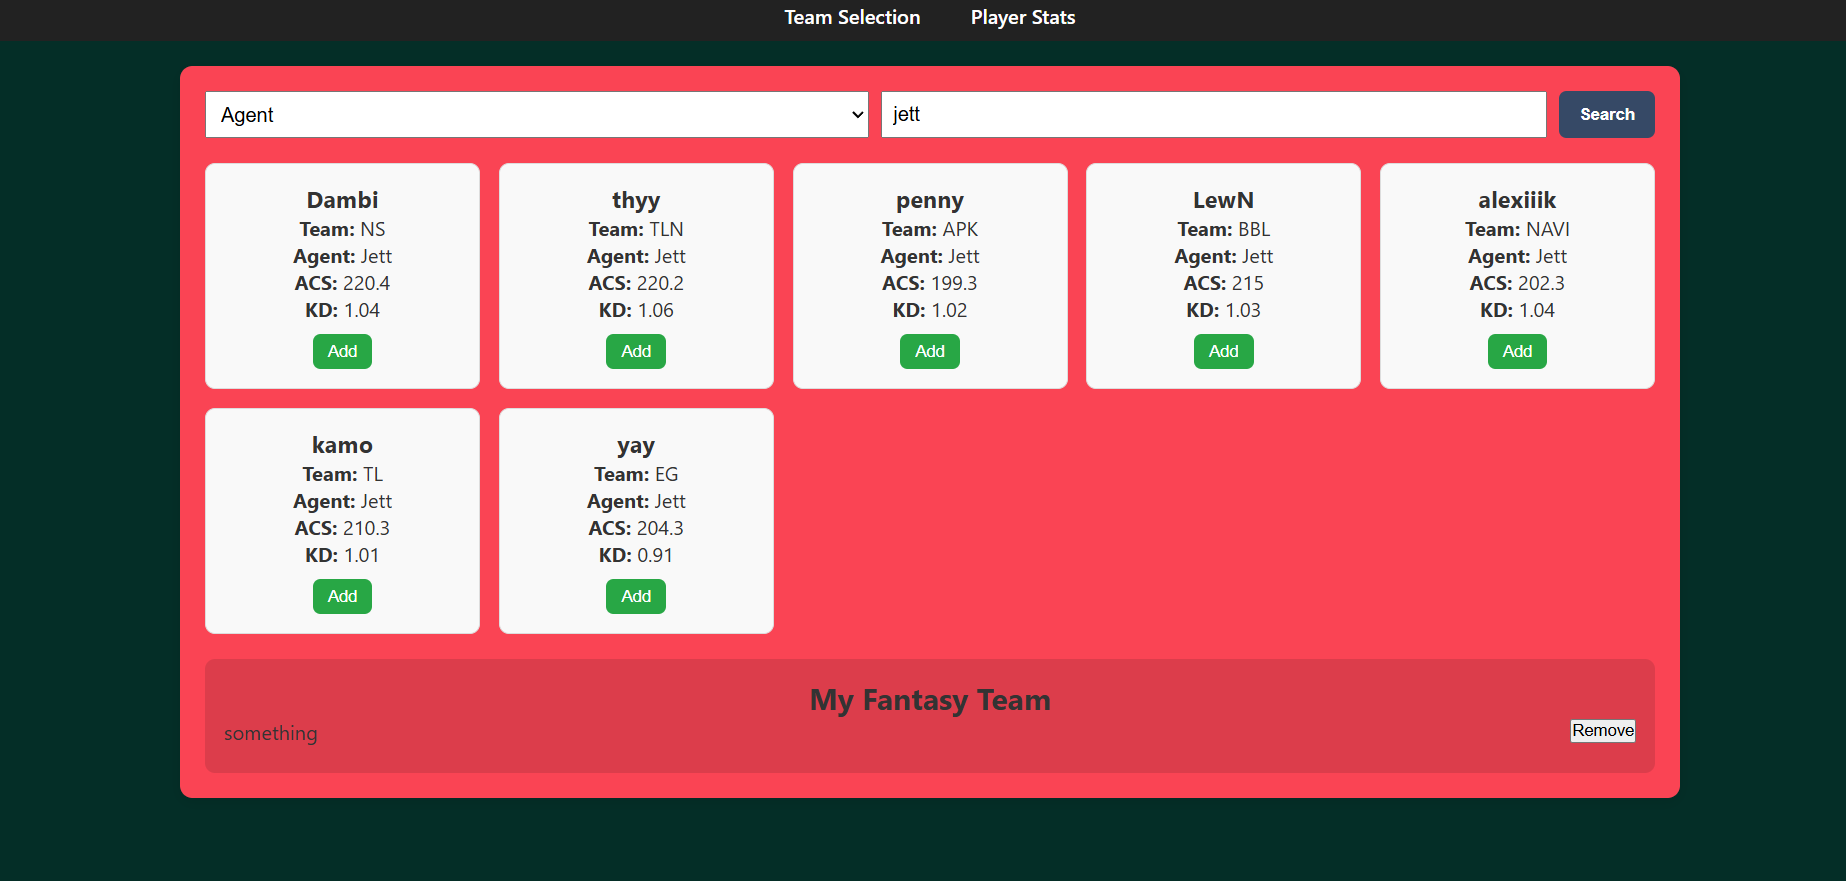 Team Selection Player Stats
Agent jett Search
Dambi
Team: NS
Agent: Jett
ACS: 220.4
KD: 1.04
Add
thyy
Team: TLN
Agent: Jett
ACS: 220.2
KD: 1.06
Add
penny
Team: APK
Agent: Jett
ACS: 199.3
KD: 1.02
Add
LewN
Team: BBL
Agent: Jett
ACS: 215
KD: 1.03
Add
alexiiik
Team: NAVI
Agent: Jett
ACS: 202.3
KD: 1.04
Add
kamo
Team: TL
Agent: Jett
ACS: 210.3
KD: 1.01
Add
yay
Team: EG
Agent: Jett
ACS: 204.3
KD: 0.91
Add
My Fantasy Team
something Remove